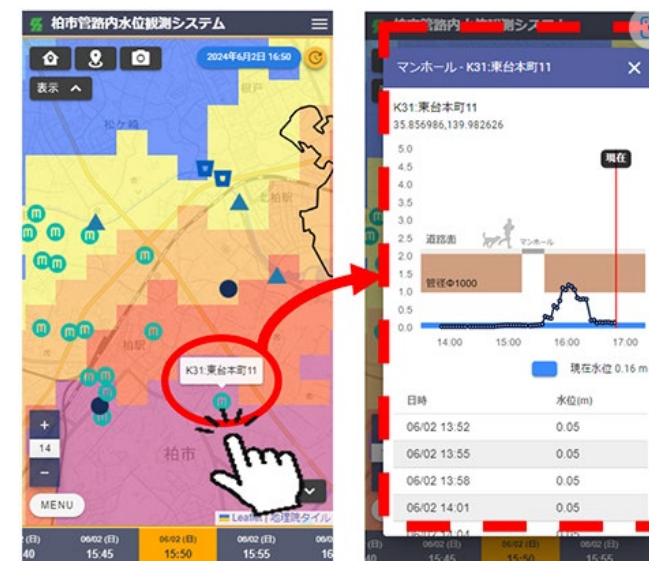 柏市管路内水位観測システム
2024年6月2日 16:50
表示
根戸
松ケ崎
北柏駅
柏駅
K31:東台本町11
柏市
+
14
-
MENU
Leaflet | 地理院タイル
(日) 06/02 (日) 06/02 (日) 06/02 (日) 06
40 15:45 15:50 15:55 16
マンホール - K31:東台本町11
K31:東台本町11
35.856986,139.982626
現在
5.0
4.5
4.0
3.5
3.0
2.5
2.0
1.5
1.0
0.5
0.0
道路面
マンホール
管径Φ1000
14:00 15:00 16:00 17:00
現在水位 0.16 m
日時 水位(m)
06/02 13:52 0.05
06/02 13:55 0.05
06/02 13:58 0.05
06/02 14:01 0.05